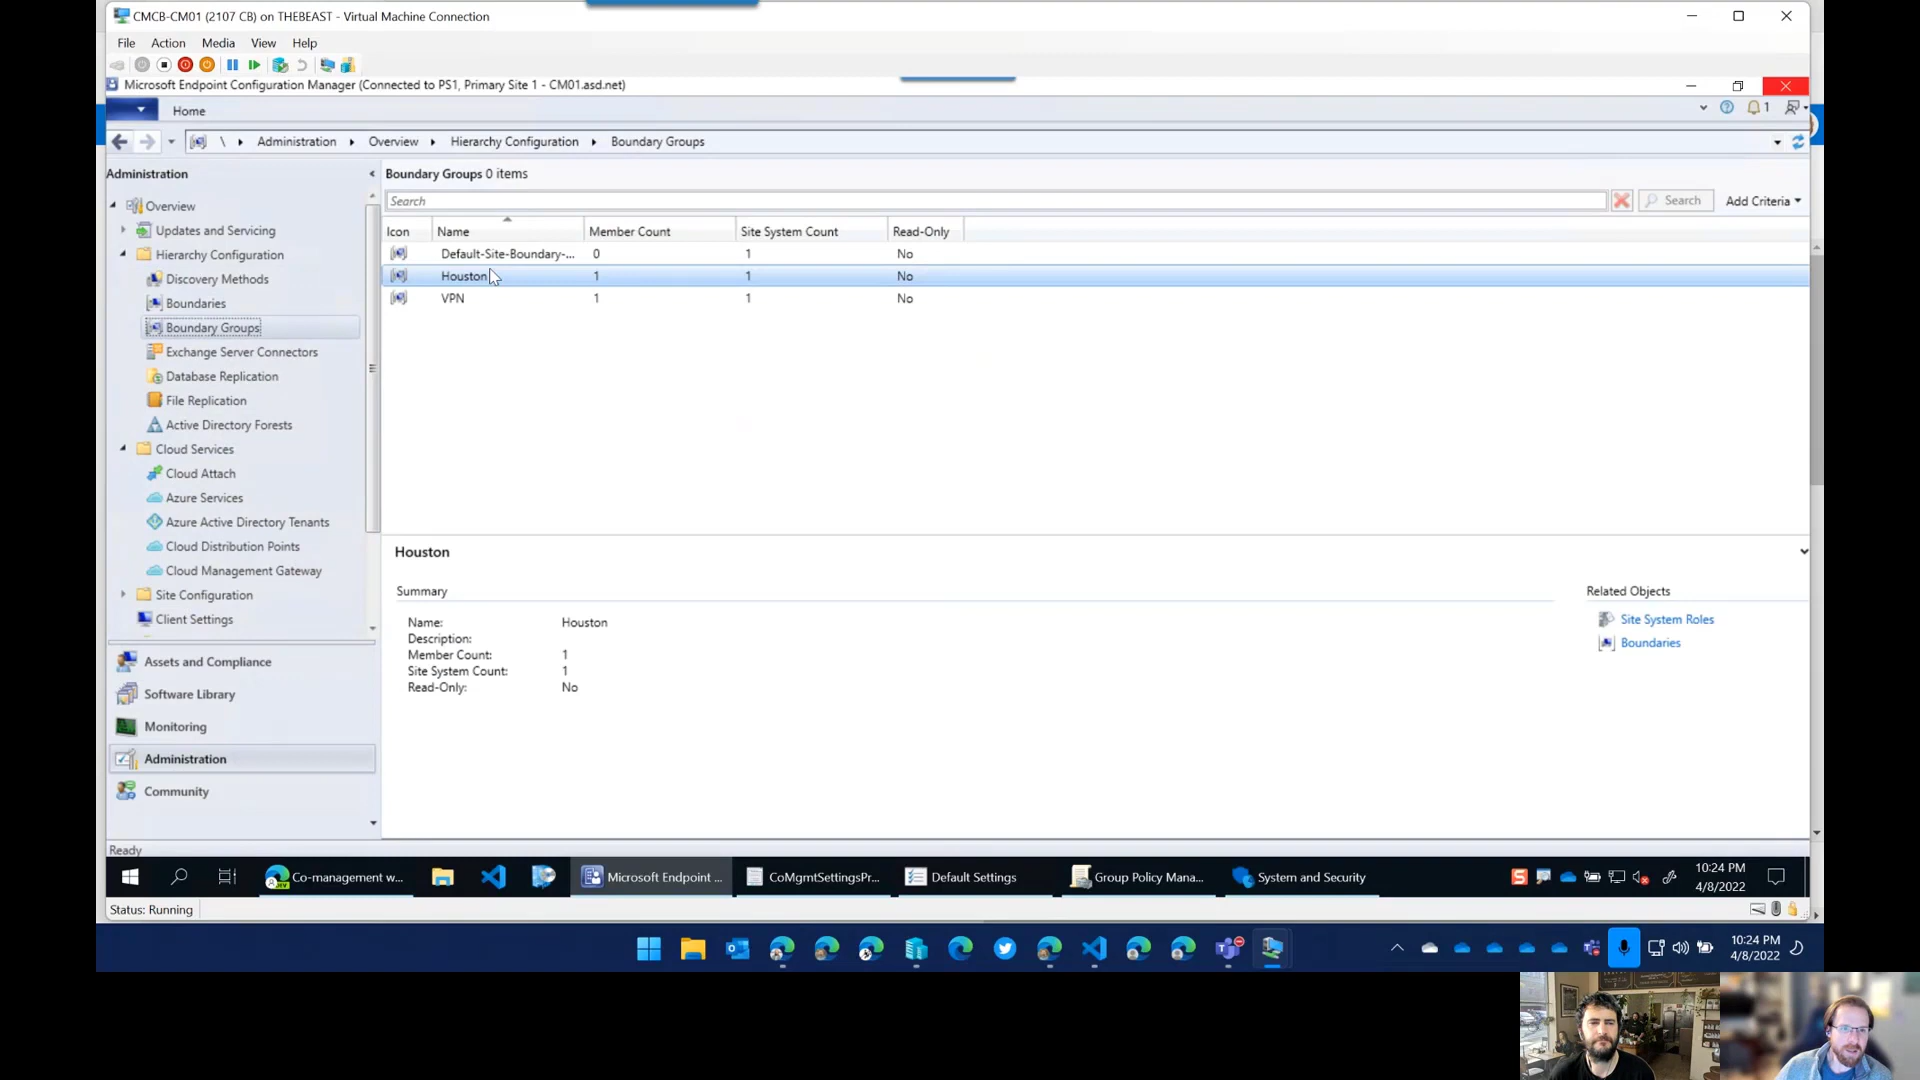 CMCB-CM01 (2107 CB) on THEBEAST - Virtual Machine Connection
File Action Media View Help
Microsoft Endpoint Configuration Manager (Connected to PS1, Primary Site 1 - CM01.asd.net)
Home
1
\ Administration Overview Hierarchy Configuration Boundary Groups
Administration
Overview
Updates and Servicing
Hierarchy Configuration
Discovery Methods
Boundaries
Boundary Groups
Exchange Server Connectors
Database Replication
File Replication
Active Directory Forests
Cloud Services
Cloud Attach
Azure Services
Azure Active Directory Tenants
Cloud Distribution Points
Cloud Management Gateway
Site Configuration
Client Settings
Assets and Compliance
Software Library
Monitoring
Administration
Community
Boundary Groups 0 items
Search
Search
Add Criteria
Icon Name Member Count Site System Count Read-Only
Default-Site-Boundary-... 0 1 No
Houston 1 1 No
VPN 1 1 No
Houston
Summary
Name: Houston
Description:
Member Count: 1
Site System Count: 1
Read-Only: No
Related Objects
Site System Roles
Boundaries
Ready
Co-management w... Microsoft Endpoint ... CoMgmtSettingsPr... Default Settings Group Policy Mana... System and Security
10:24 PM
4/8/2022
Status: Running
10:24 PM
4/8/2022